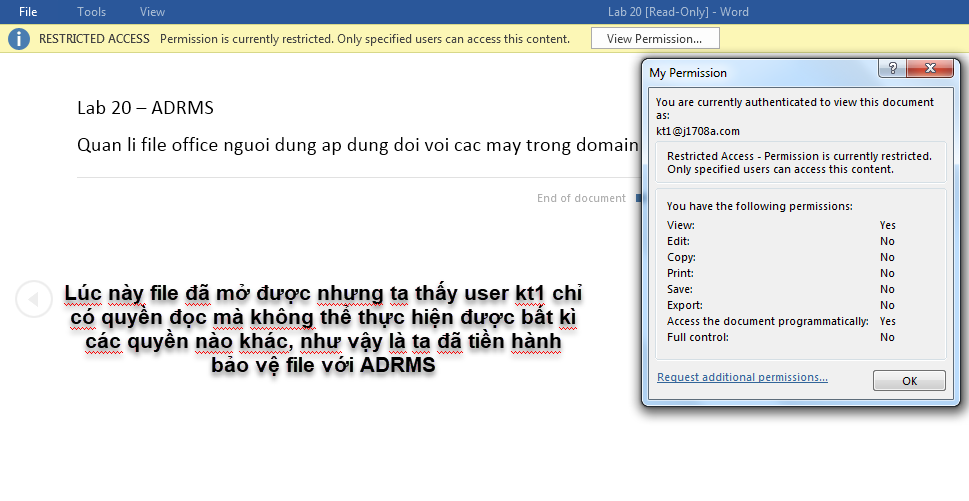 File Tools View Lab 20 [Read-Only] - Word
RESTRICTED ACCESS Permission is currently restricted. Only specified users can access this content. View Permission...
Lab 20 – ADRMS
Quan li file office nguoi dung ap dung doi voi cac may trong domain
End of document
Lúc này file đã mở được nhưng ta thấy user kt1 chỉ
có quyền đọc mà không thể thực hiện được bất kì
các quyền nào khác, như vậy là ta đã tiền hành
bảo vệ file với ADRMS
My Permission
You are currently authenticated to view this document
as:
kt1@j1708a.com
Restricted Access - Permission is currently restricted.
Only specified users can access this content.
You have the following permissions:
View: Yes
Edit: No
Copy: No
Print: No
Save: No
Export: No
Access the document programmatically: Yes
Full control: No
Request additional permissions... OK